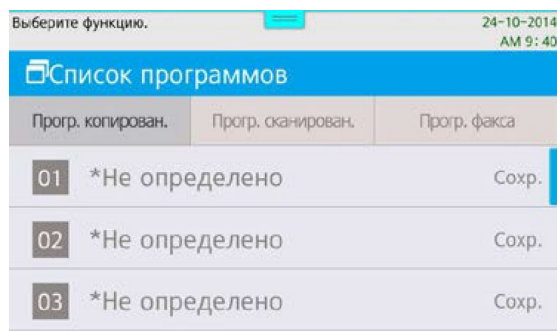 Выберите функцию.
24-10-2014
AM 9:40
Список программов
Прогр. копирован. Прогр. сканирован. Прогр. факса
01 *Не определено Сохр.
02 *Не определено Сохр.
03 *Не определено Сохр.